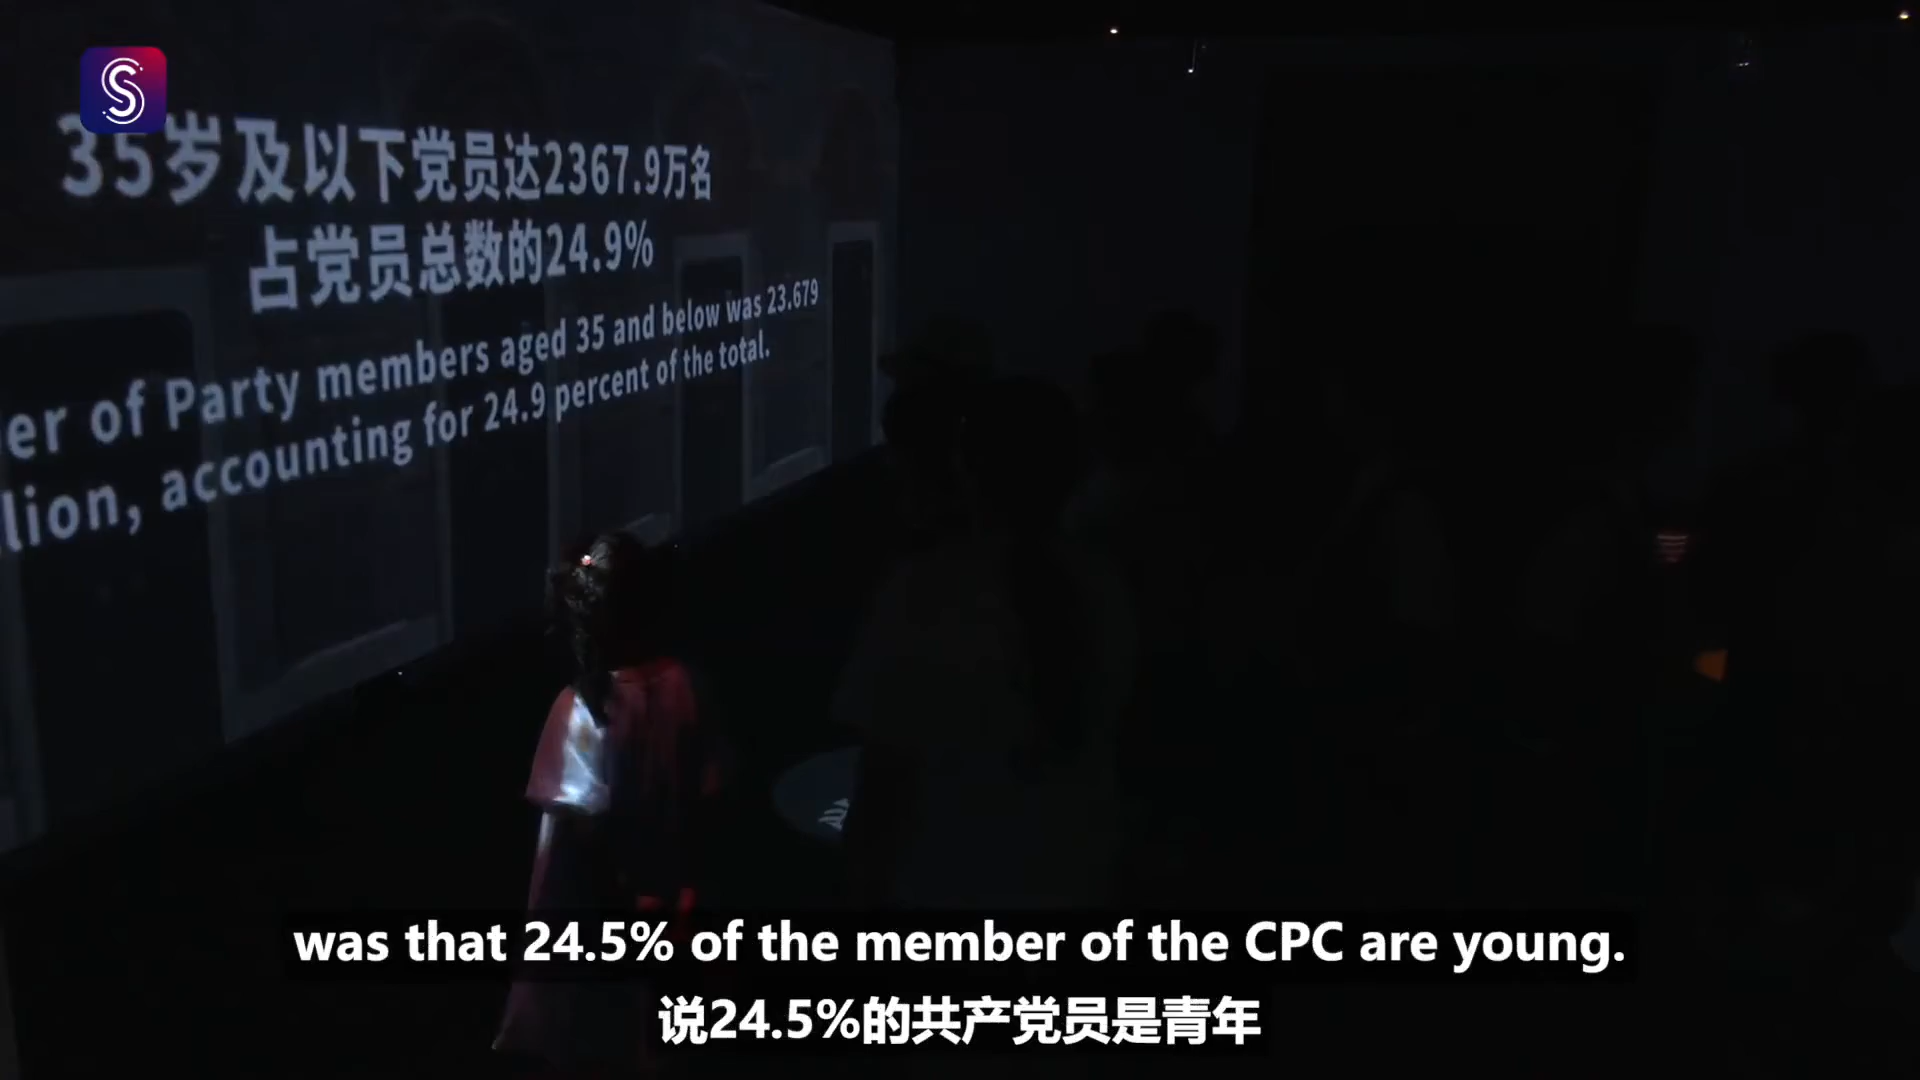 35岁及以下党员达2367.9万名
占党员总数的24.9%
er of Party members aged 35 and below was 23.679
lion, accounting for 24.9 percent of the total.
was that 24.5% of the member of the CPC are young.
说24.5%的共产党员是青年